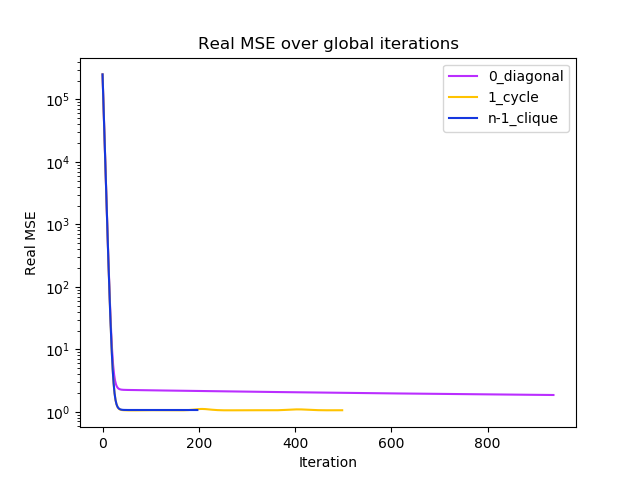 Real MSE over global iterations
0_diagonal
1_cycle
n-1_clique
Real MSE
10^5
10^4
10^3
10^2
10^1
10^0
0 200 400 600 800
Iteration